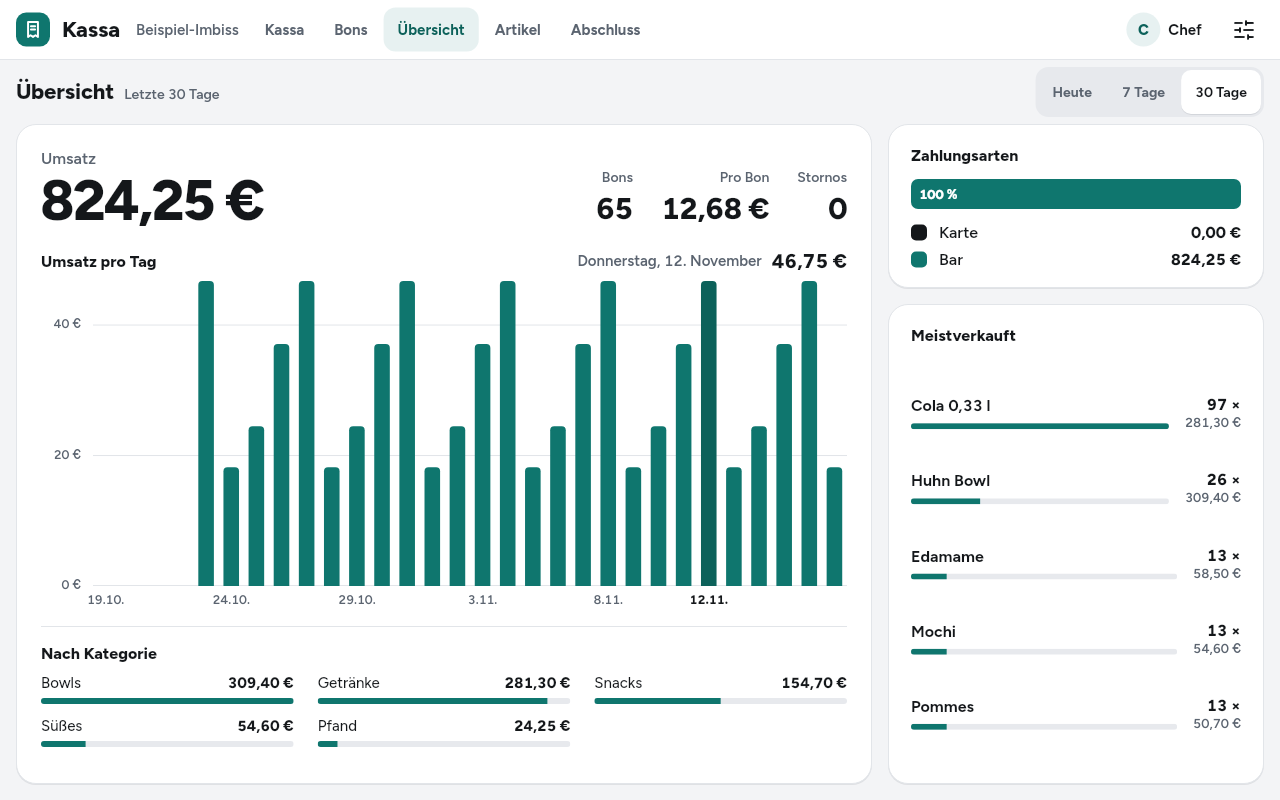 Kassa Beispiel-Imbiss Kassa Bons Übersicht Artikel Abschluss C Chef
Übersicht Letzte 30 Tage Heute 7 Tage 30 Tage
Umsatz
824,25 €
Bons Pro Bon Stornos
65 12,68 € 0
Umsatz pro Tag Donnerstag, 12. November 46,75 €
40 €
20 €
0 €
19.10. 24.10. 29.10. 3.11. 8.11. 12.11.
Nach Kategorie
Bowls 309,40 € Getränke 281,30 € Snacks 154,70 €
Süßes 54,60 € Pfand 24,25 €
Zahlungsarten
100 %
Karte 0,00 €
Bar 824,25 €
Meistverkauft
Cola 0,33 l 97 ×
281,30 €
Huhn Bowl 26 ×
309,40 €
Edamame 13 ×
58,50 €
Mochi 13 ×
54,60 €
Pommes 13 ×
50,70 €